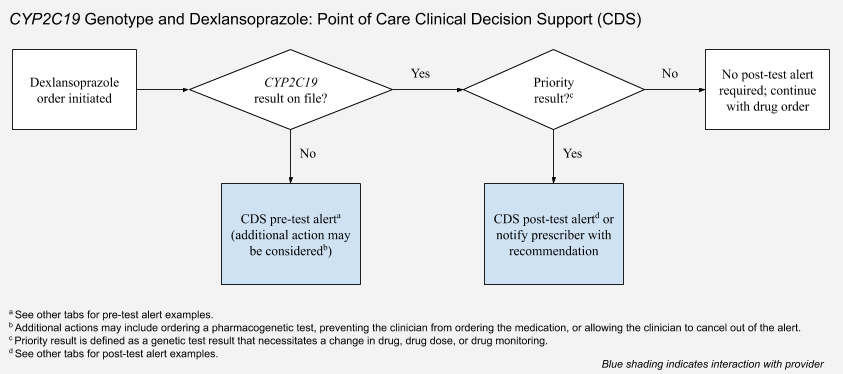 CYP2C19 Genotype and Dexlansoprazole: Point of Care Clinical Decision Support (CDS)
Dexlansoprazole
order initiated
CYP2C19
result on file?
Yes
Priority
result?c
No
No post-test alert
required; continue
with drug order
No
Yes
CDS pre-test alerta
(additional action may
be consideredb)
CDS post-test alertd or
notify prescriber with
recommendation
a See other tabs for pre-test alert examples.
b Additional actions may include ordering a pharmacogenetic test, preventing the clinician from ordering the medication, or allowing the clinician to cancel out of the alert.
c Priority result is defined as a genetic test result that necessitates a change in drug, drug dose, or drug monitoring.
d See other tabs for post-test alert examples.
Blue shading indicates interaction with provider